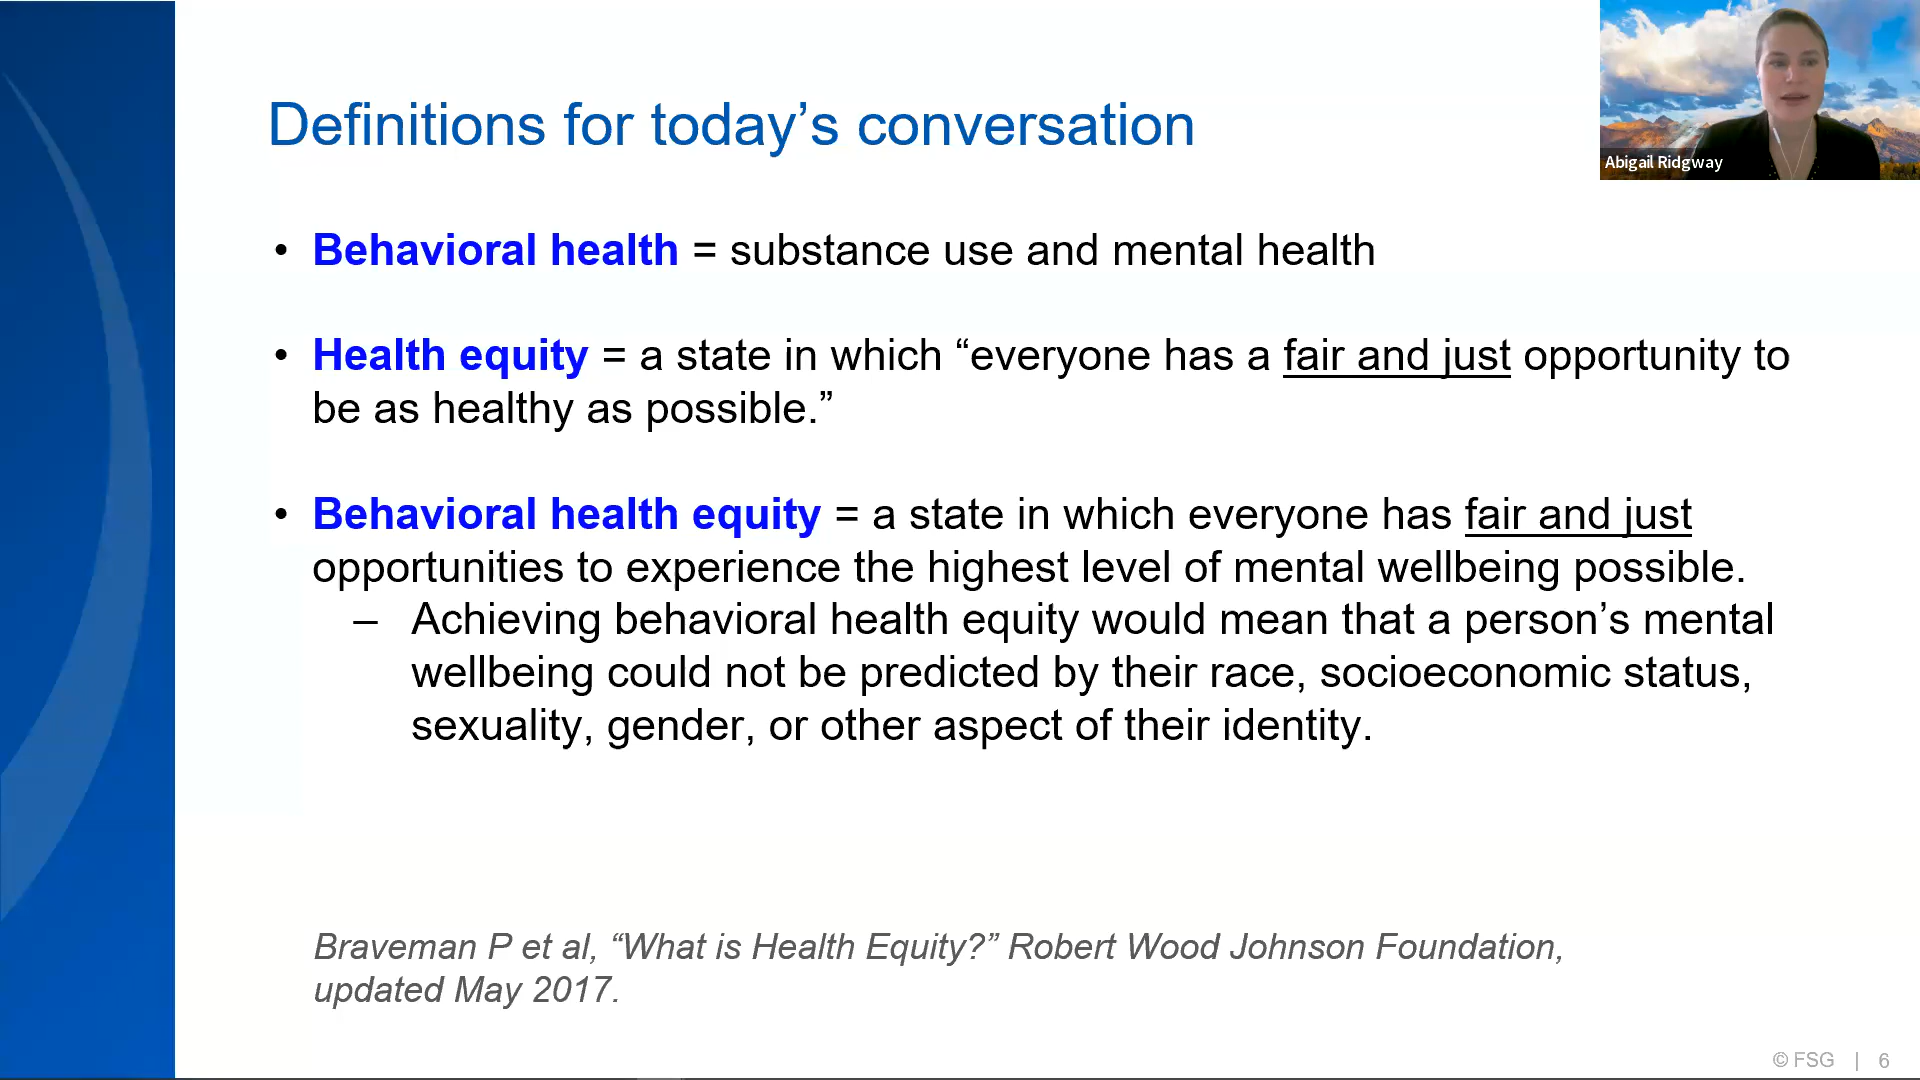 Definitions for today’s conversation
Abigail Ridgway
• Behavioral health = substance use and mental health
• Health equity = a state in which “everyone has a fair and just opportunity to
be as healthy as possible.”
• Behavioral health equity = a state in which everyone has fair and just
opportunities to experience the highest level of mental wellbeing possible.
– Achieving behavioral health equity would mean that a person’s mental
wellbeing could not be predicted by their race, socioeconomic status,
sexuality, gender, or other aspect of their identity.
Braveman P et al, “What is Health Equity?” Robert Wood Johnson Foundation,
updated May 2017.
© FSG | 6